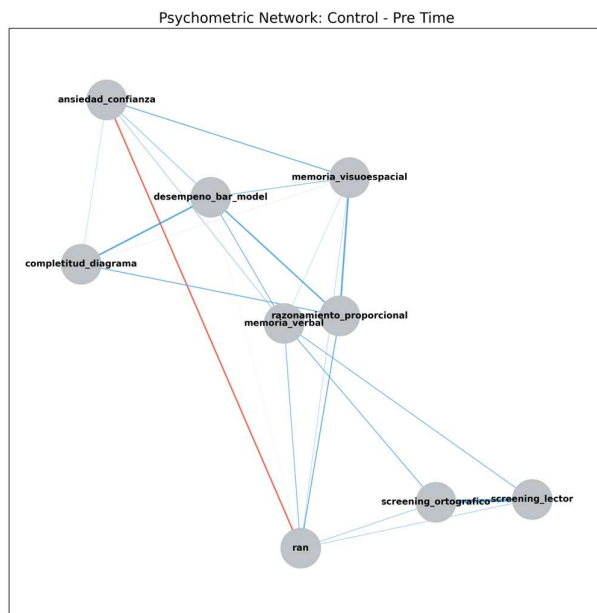 Psychometric Network: Control - Pre Time
ansiedad_confianza
memoria_visuoespacial
desempeno_bar_model
completitud_diagrama
razonamiento_proporcional
memoria_verbal
screening_lector
screening_ortografico
ran